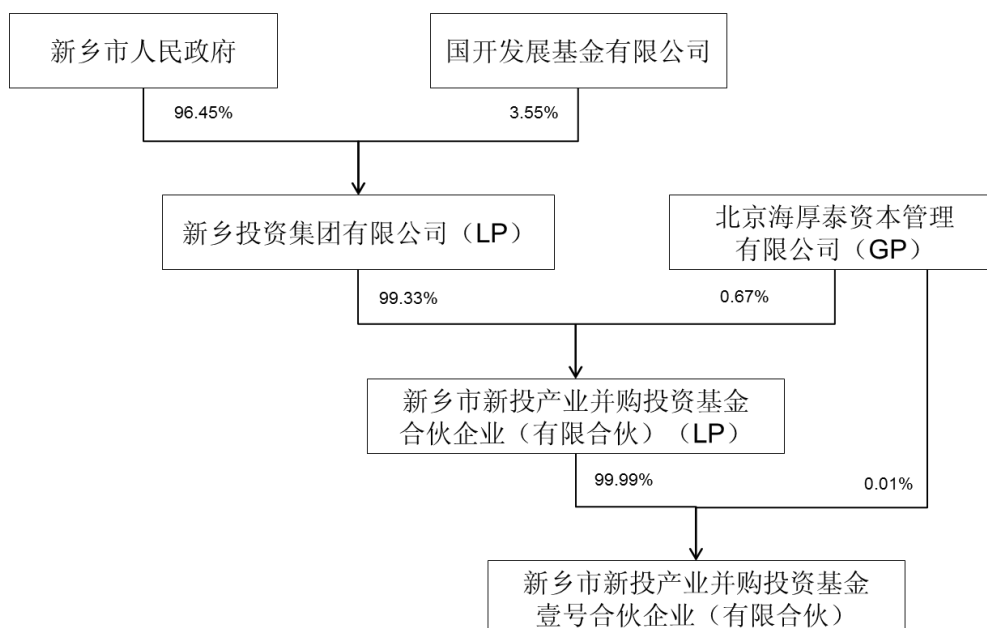 新乡市人民政府
国开发展基金有限公司
96.45%
3.55%
新乡投资集团有限公司（LP）
北京海厚泰资本管理
有限公司（GP）
99.33%
0.67%
新乡市新投产业并购投资基金
合伙企业（有限合伙）（LP）
99.99%
0.01%
新乡市新投产业并购投资基金
壹号合伙企业（有限合伙）